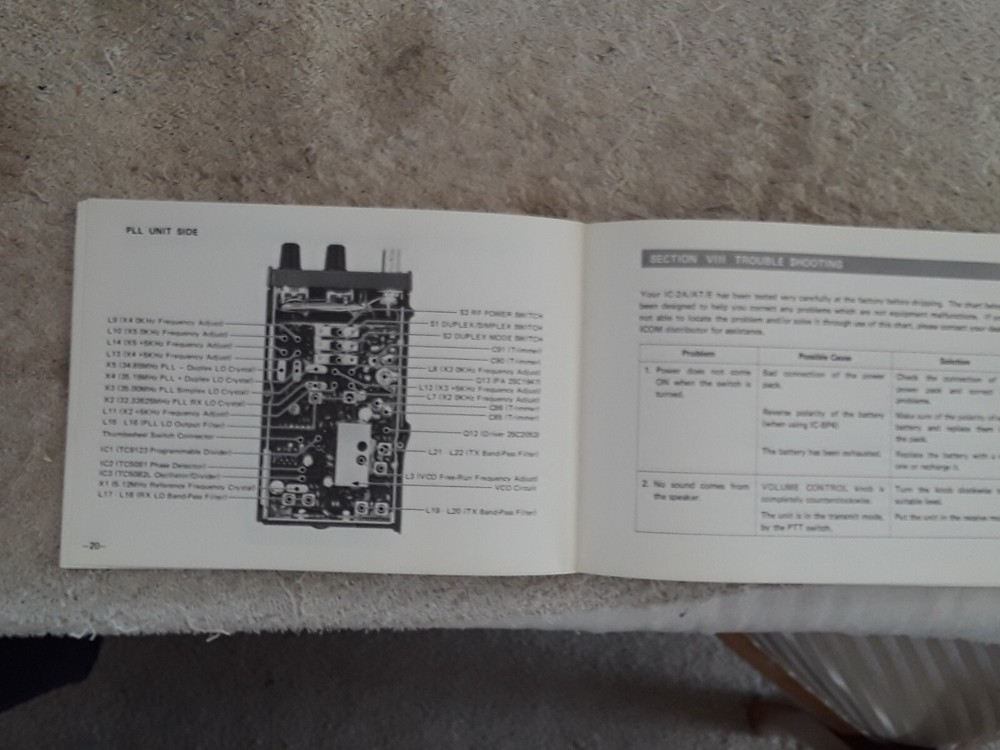 PLL UNIT SIDE
L9 (X4 0KHz Frequency Adjust)
L10 (X5 0KHz Frequency Adjust)
L14 (X5 +5KHz Frequency Adjust)
L13 (X4 +5KHz Frequency Adjust)
X5 (34.89MHz PLL - Duplex LO Crystal)
X4 (35.19MHz PLL + Duplex LO Crystal)
X3 (35.00MHz PLL Simplex LO Crystal)
X2 (32.32625MHz PLL RX LO Crystal)
L11 (X2 +5KHz Frequency Adjust)
L15 L16 (PLL LO Output Filter)
Thumbwheel Switch Connector
IC1 (TC9123 Programmable Divider)
IC2 (TC5081 Phase Detector)
IC3 (TC5082L Oscillator/Divider)
X1 (5.12MHz Reference Frequency Crystal)
L17 L18 (RX LO Band-Pass Filter)
S3 RF POWER SWITCH
S1 DUPLEX/SIMPLEX SWITCH
S2 DUPLEX MODE SWITCH
C91 (Trimmer)
C90 (Trimmer)
L8 (X3 0KHz Frequency Adjust)
Q13 (PA 2SC1947)
L12 (X3 +5KHz Frequency Adjust)
L7 (X2 0KHz Frequency Adjust)
(Trimmer)
(Trimmer)
Q12 (Driver 2SC2053)
L21 L22 (TX Band-Pass Filter)
L3 (VCO Free-Run Frequency Adjust)
VCO Circuit
L19 L20 (TX Band-Pass Filter)
—20—
SECTION VIII TROUBLE SHOOTING
Your IC-2A/AT/E has been tested very carefully at the factory before shipping. The chart below
been designed to help you correct any problems which are not equipment malfunctions. If
not able to locate the problem and/or solve it through use of this chart, please contact your
ICOM distributor for assistance.
Problem Possible Cause Solution
1. Power does not come
ON when the switch is
turned.
Bad connection of the power
pack.
Check the connection of
power pack and correct
problems.
Reverse polarity of the battery
(when using IC-BP4)
Make sure of the polarity of
battery and replace them
the pack.
The battery has been exhausted.
Replace the battery with a
one or recharge it.
2. No sound comes from
the speaker.
VOLUME CONTROL knob is
completely counterclockwise.
Turn the knob clockwise
suitable level.
The unit is in the transmit mode
by the PTT switch.
Put the unit in the receive